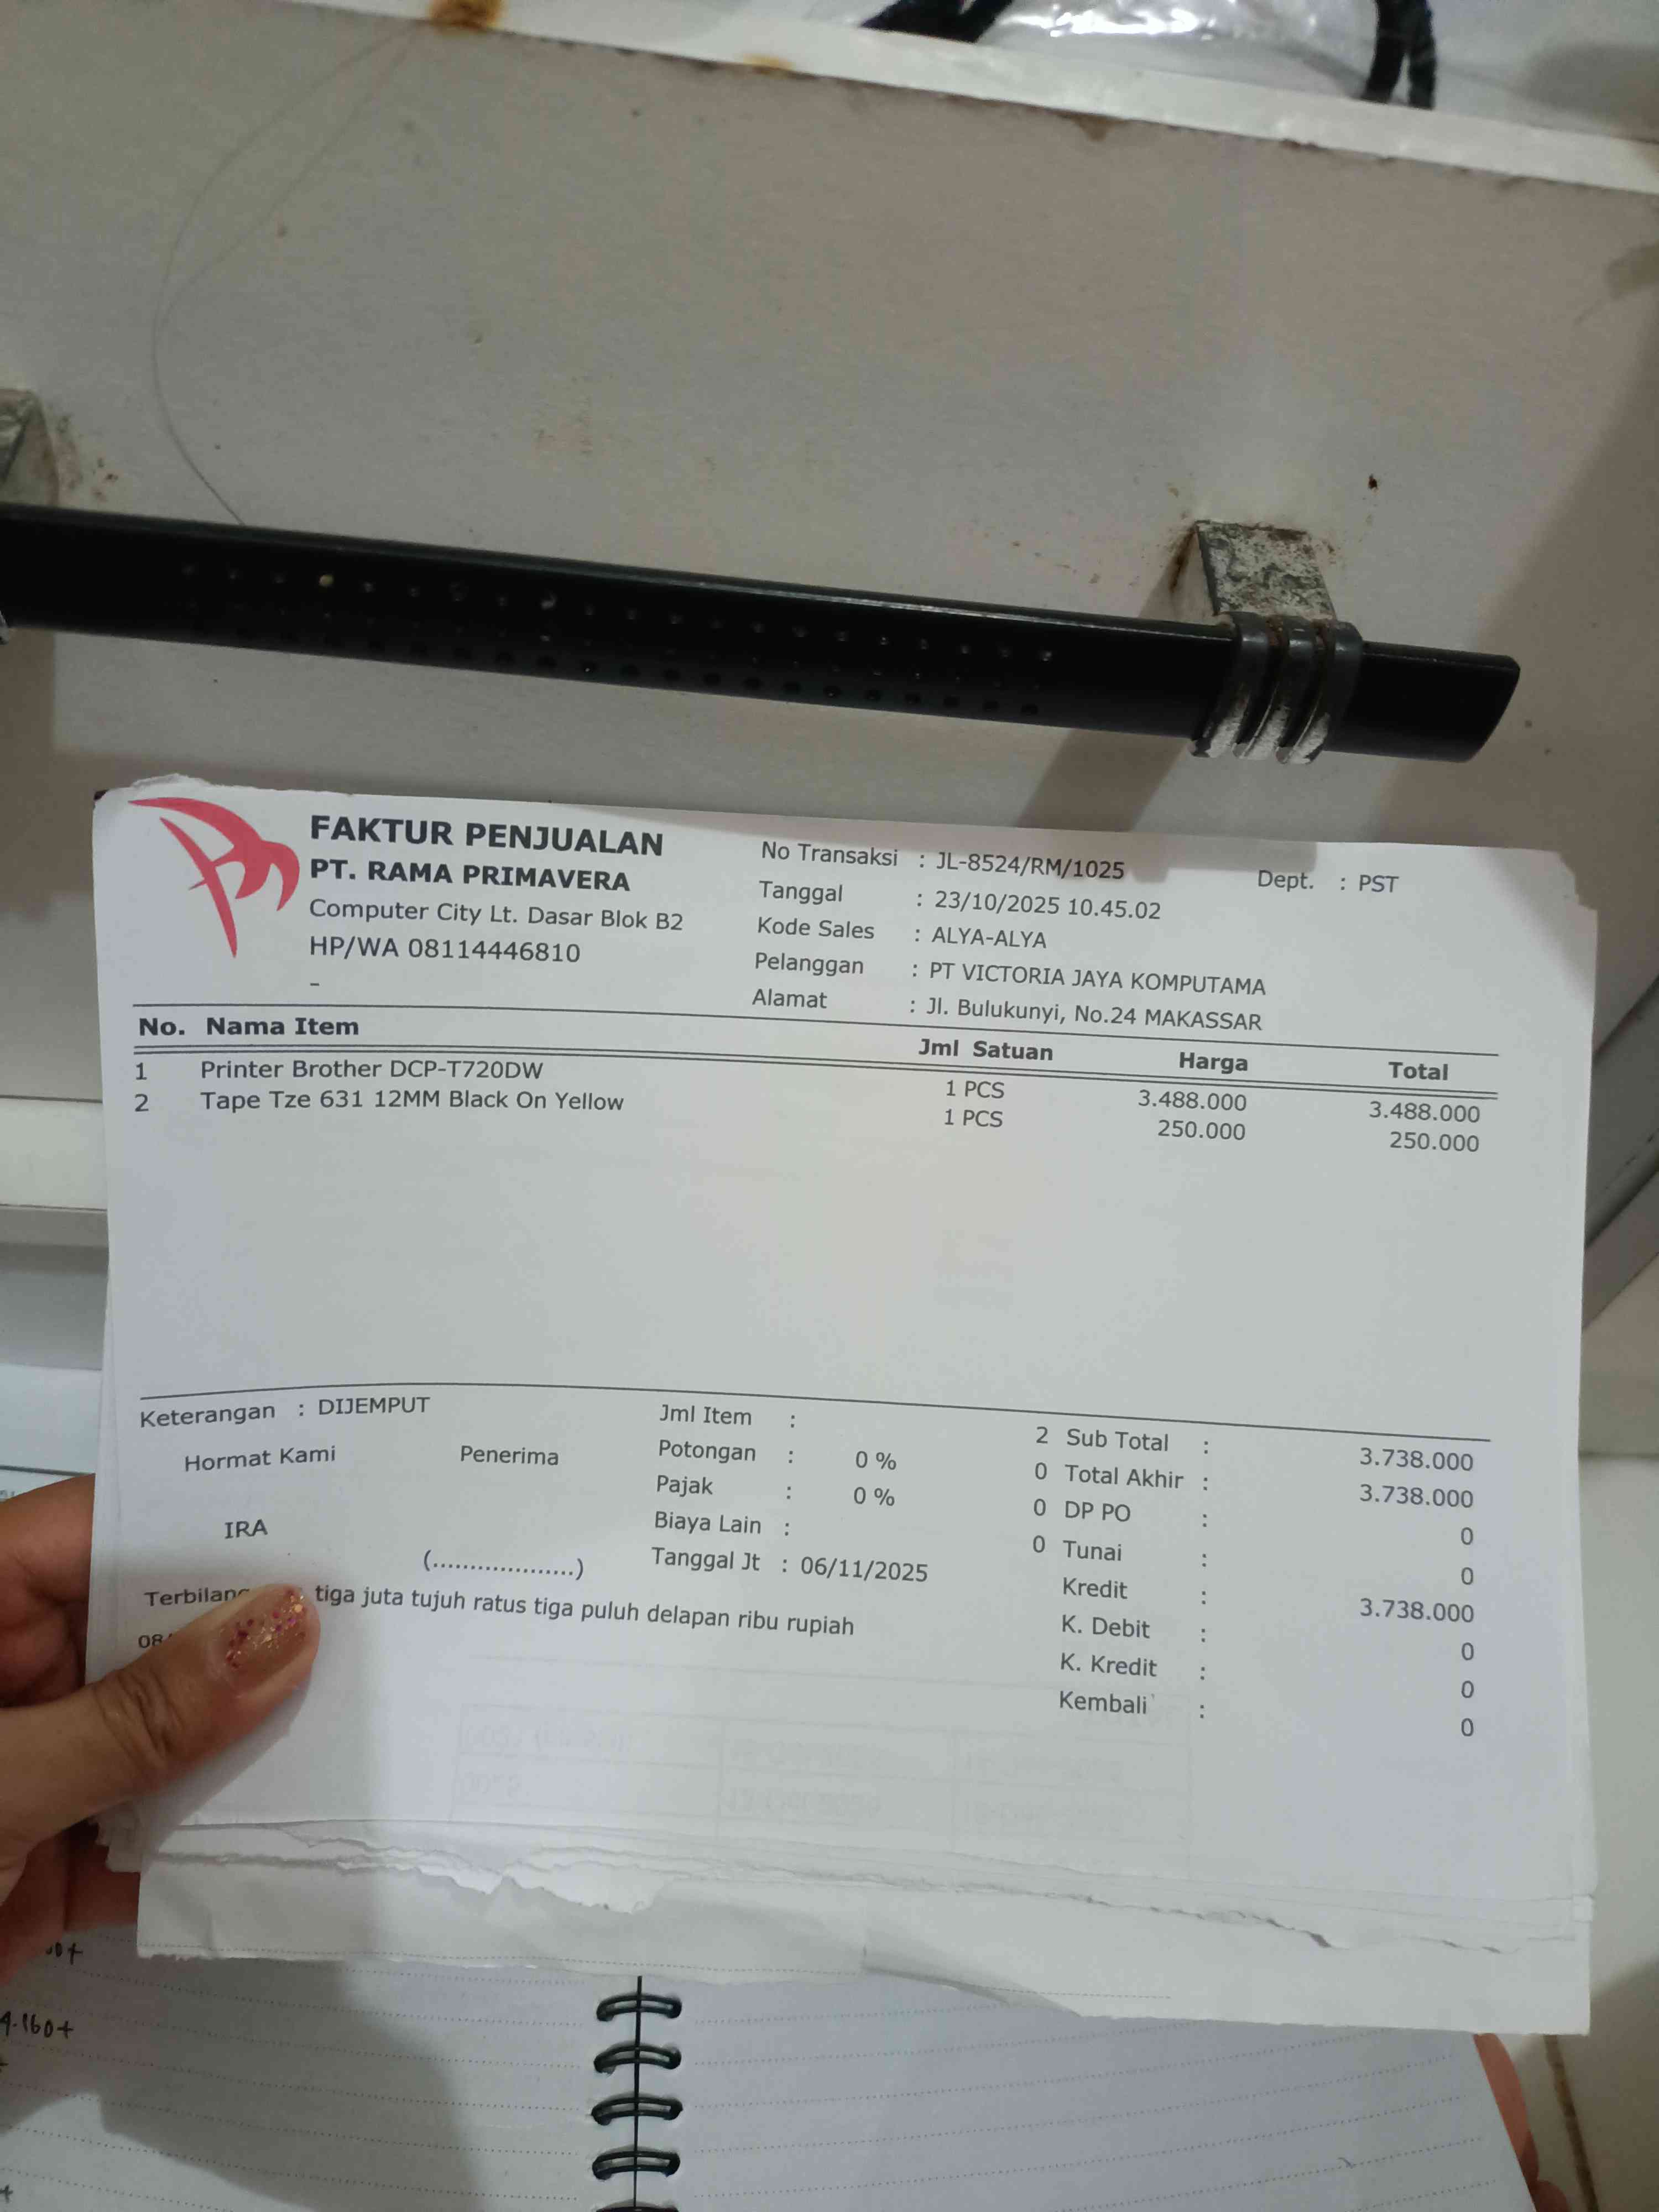 FAKTUR PENJUALAN
PT. RAMA PRIMAVERA
Computer City Lt. Dasar Blok B2
HP/WA 08114446810
-
No Transaksi : JL-8524/RM/1025
Dept. : PST
Tanggal : 23/10/2025 10.45.02
Kode Sales : ALYA-ALYA
Pelanggan : PT VICTORIA JAYA KOMPUTAMA
Alamat : Jl. Bulukunyi, No.24 MAKASSAR
No. Nama Item Jml Satuan Harga Total
1 Printer Brother DCP-T720DW 1 PCS 3.488.000 3.488.000
2 Tape Tze 631 12MM Black On Yellow 1 PCS 250.000 250.000
Keterangan : DIJEMPUT
Hormat Kami Penerima
IRA
(...................)
Jml Item : 2
Potongan : 0 % 0
Pajak : 0 % 0
Biaya Lain : 0
Tanggal Jt : 06/11/2025
Sub Total : 3.738.000
Total Akhir : 3.738.000
DP PO : 0
Tunai : 0
Kredit : 3.738.000
K. Debit : 0
K. Kredit : 0
Kembali : 0
Terbilang tiga juta tujuh ratus tiga puluh delapan ribu rupiah
08
4.160+